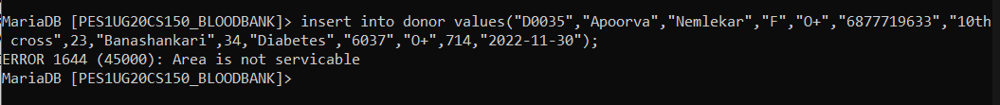 MariaDB [PES1UG20CS150_BLOODBANK]> insert into donor values("D0035","Apoorva","Nemlekar","F","O+","6877719633","10th
 cross",23,"Banashankari",34,"Diabetes","6037","O+",714,"2022-11-30");
ERROR 1644 (45000): Area is not servicable
MariaDB [PES1UG20CS150_BLOODBANK]>